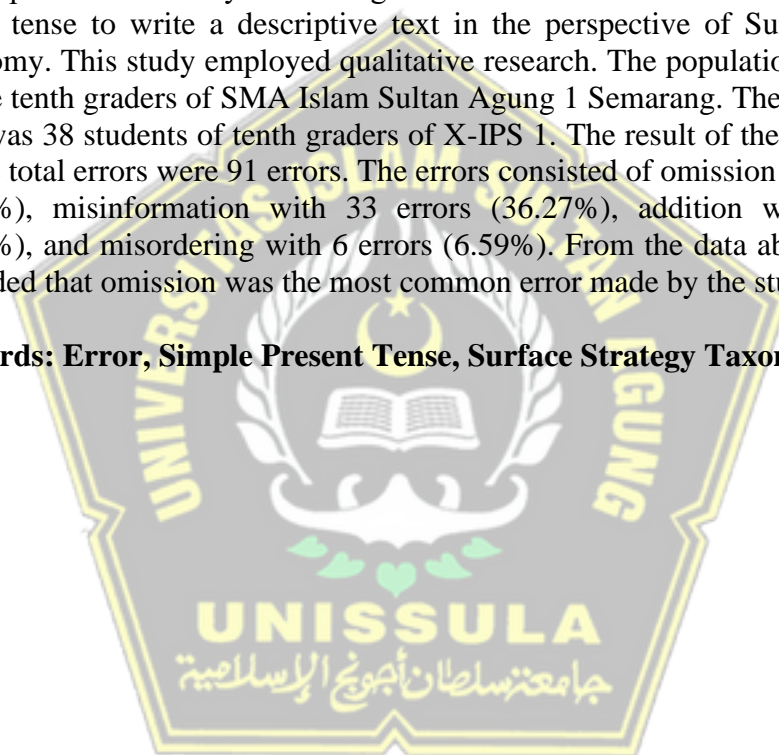 tense to write a descriptive text in the perspective of Su
omy. This study employed qualitative research. The population
e tenth graders of SMA Islam Sultan Agung 1 Semarang. The
was 38 students of tenth graders of X-IPS 1. The result of the
total errors were 91 errors. The errors consisted of omission
%), misinformation with 33 errors (36.27%), addition w
%), and misordering with 6 errors (6.59%). From the data ab
ded that omission was the most common error made by the stu
rds: Error, Simple Present Tense, Surface Strategy Taxon
UNIVERSITAS ISLAM SULTAN AGUNG
UNISSULA
جامعنسلطان أجونج الإسلامية